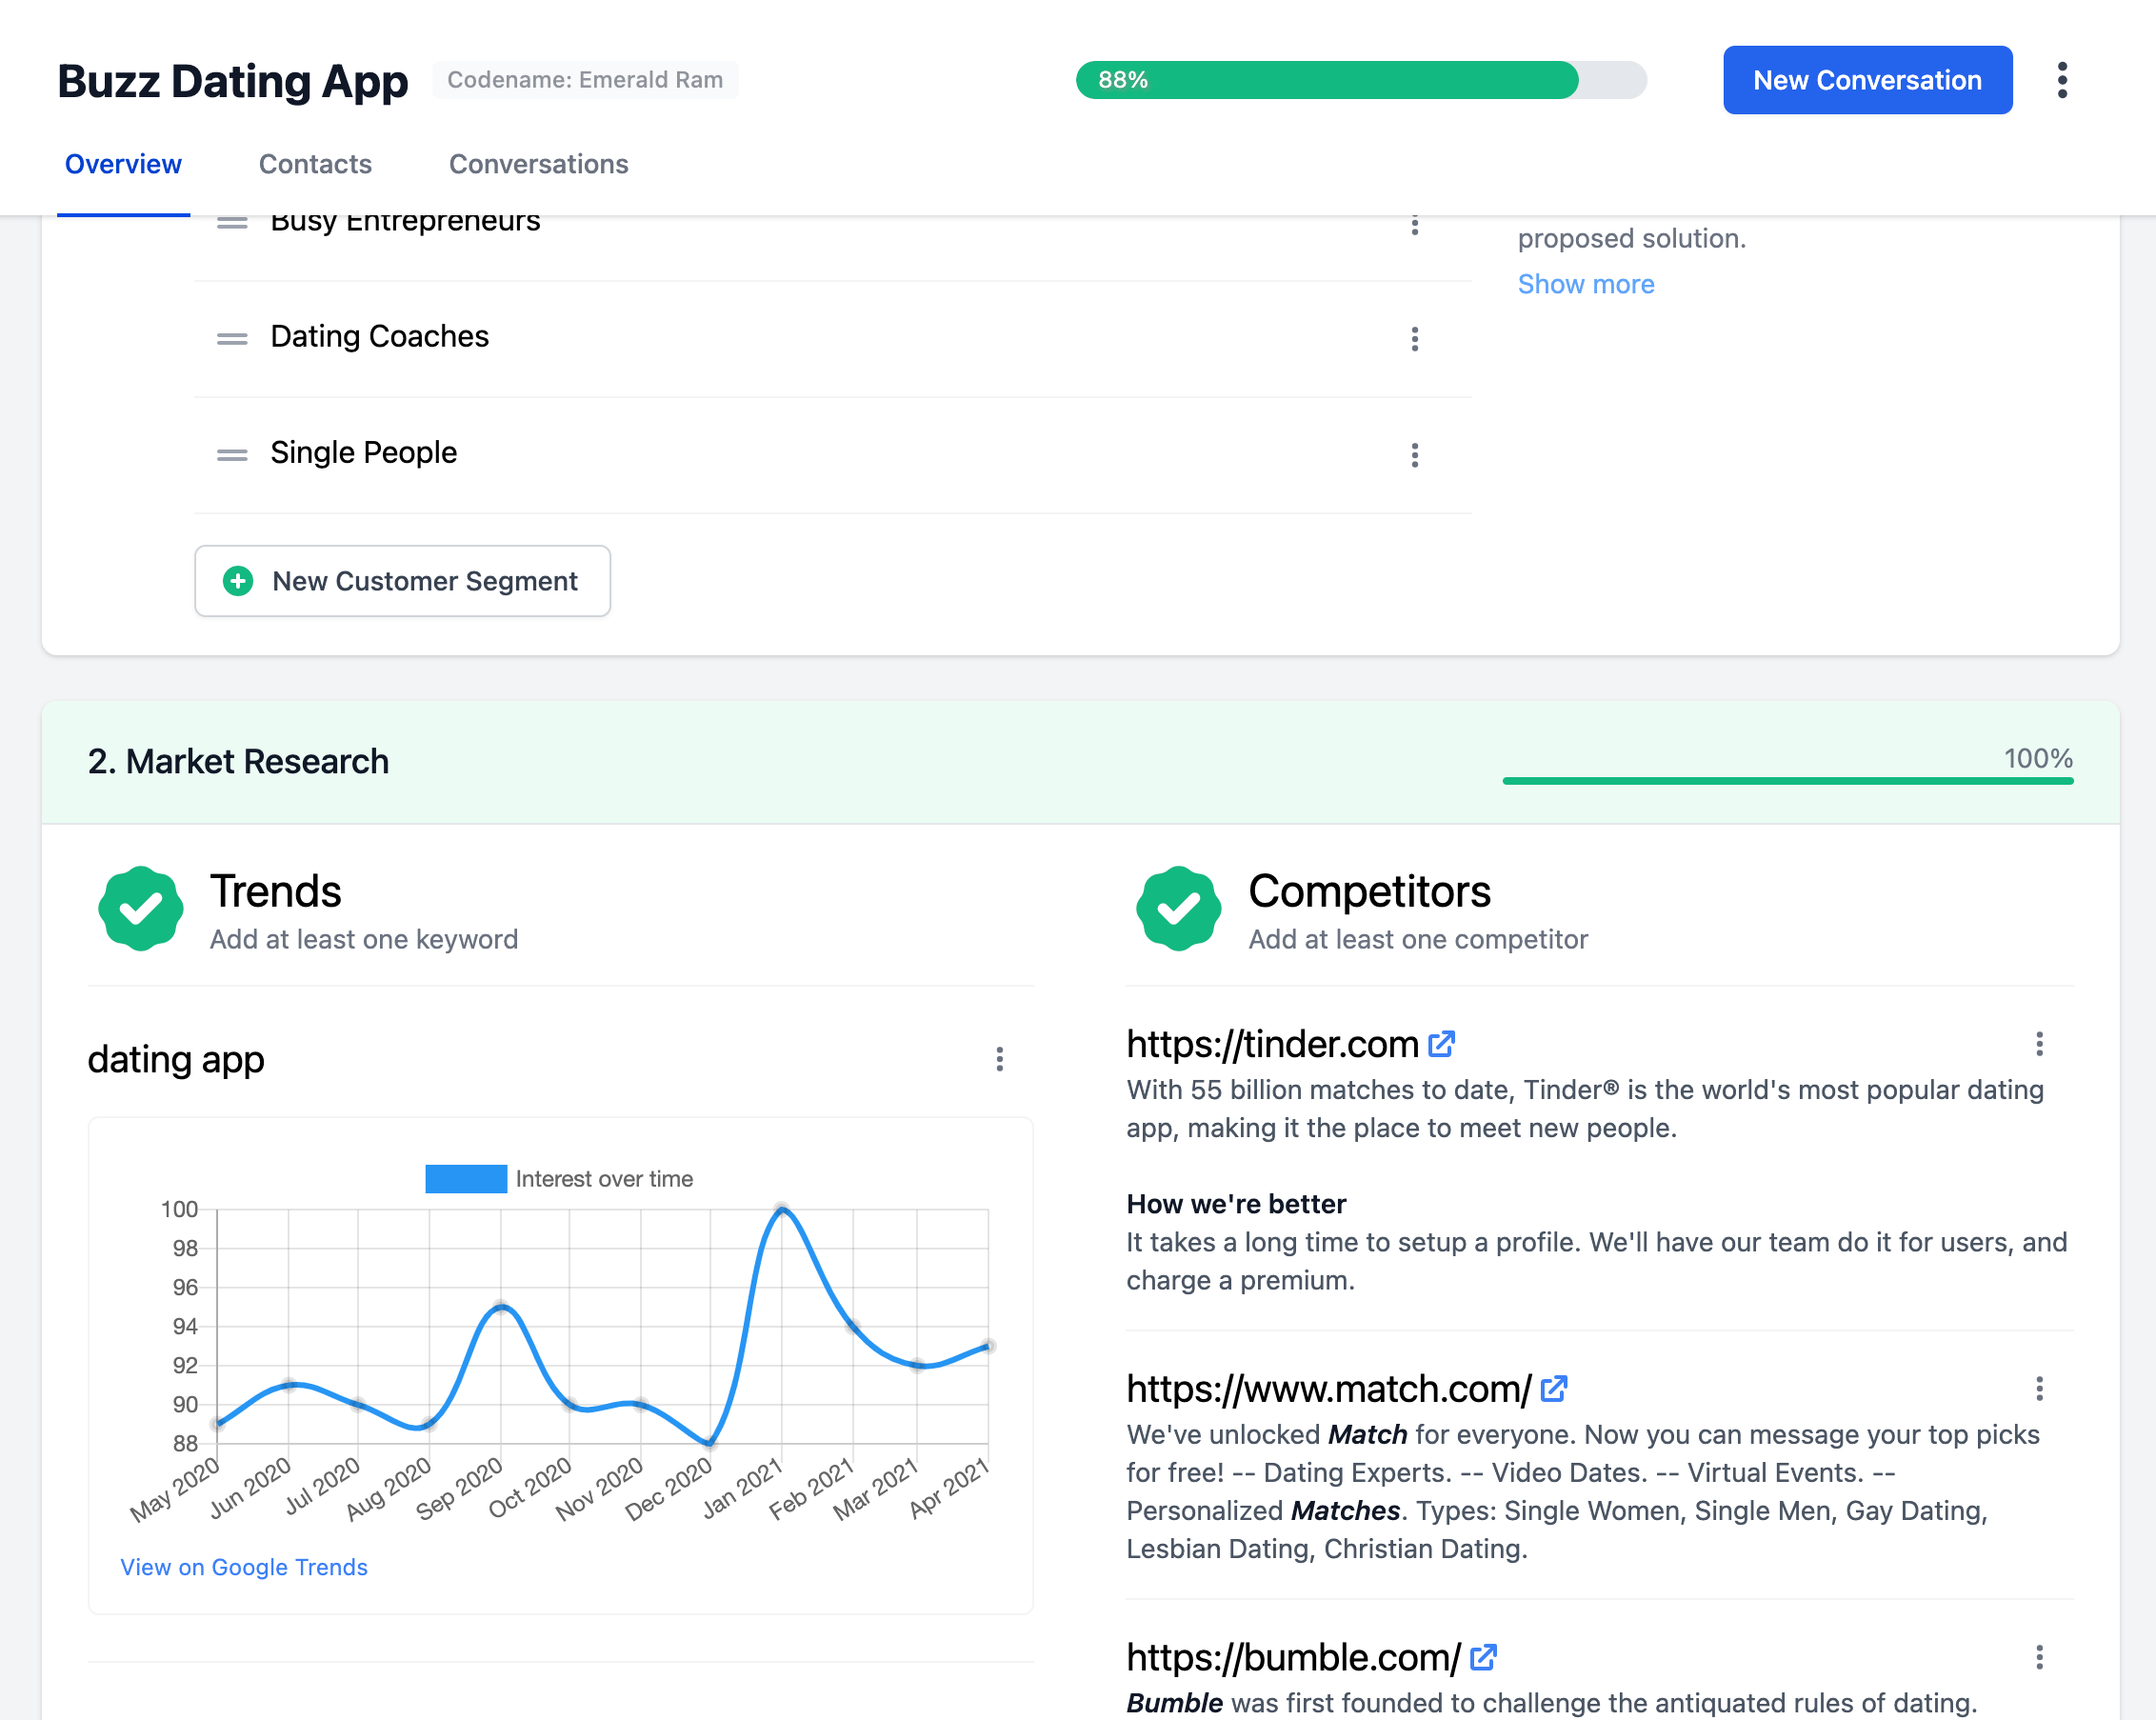 Buzz Dating App
Codename: Emerald Ram
88%
New Conversation
Overview
Contacts
Conversations
Busy Entrepreneurs
proposed solution.
Show more
Dating Coaches
Single People
New Customer Segment
2. Market Research
100%
Trends
Add at least one keyword
dating app
Interest over time
100
98
96
94
92
90
88
May 2020
Jun 2020
Jul 2020
Aug 2020
Sep 2020
Oct 2020
Nov 2020
Dec 2020
Jan 2021
Feb 2021
Mar 2021
Apr 2021
View on Google Trends
Competitors
Add at least one competitor
https://tinder.com
With 55 billion matches to date, Tinder® is the world's most popular dating
app, making it the place to meet new people.
How we're better
It takes a long time to setup a profile. We'll have our team do it for users, and
charge a premium.
https://www.match.com/
We've unlocked Match for everyone. Now you can message your top picks
for free! -- Dating Experts. -- Video Dates. -- Virtual Events. --
Personalized Matches. Types: Single Women, Single Men, Gay Dating,
Lesbian Dating, Christian Dating.
https://bumble.com/
Bumble was first founded to challenge the antiquated rules of dating.